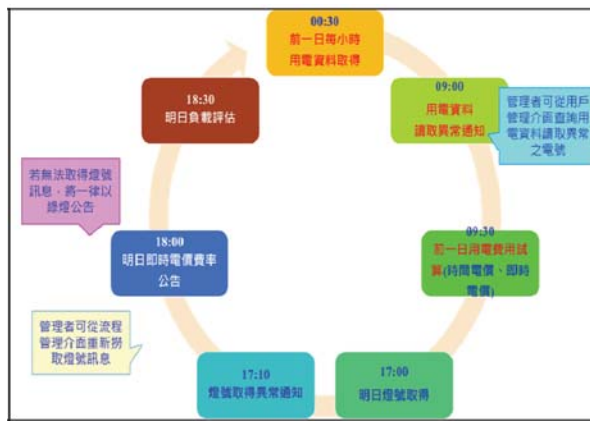 00:30
前一日每小時
用電資料取得
09:00
用電資料
讀取異常通知
管理者可從用戶
管理介面查詢用
電資料讀取異常
之電號
09:30
前一日用電費用試
算(時間電價、即時
電價)
17:00
明日燈號取得
17:10
燈號取得異常通知
管理者可從流程
管理介面重新撈
取燈號訊息
18:00
明日即時電價費率
公告
若無法取得燈號
訊息，將一律以
綠燈公告
18:30
明日負載評估